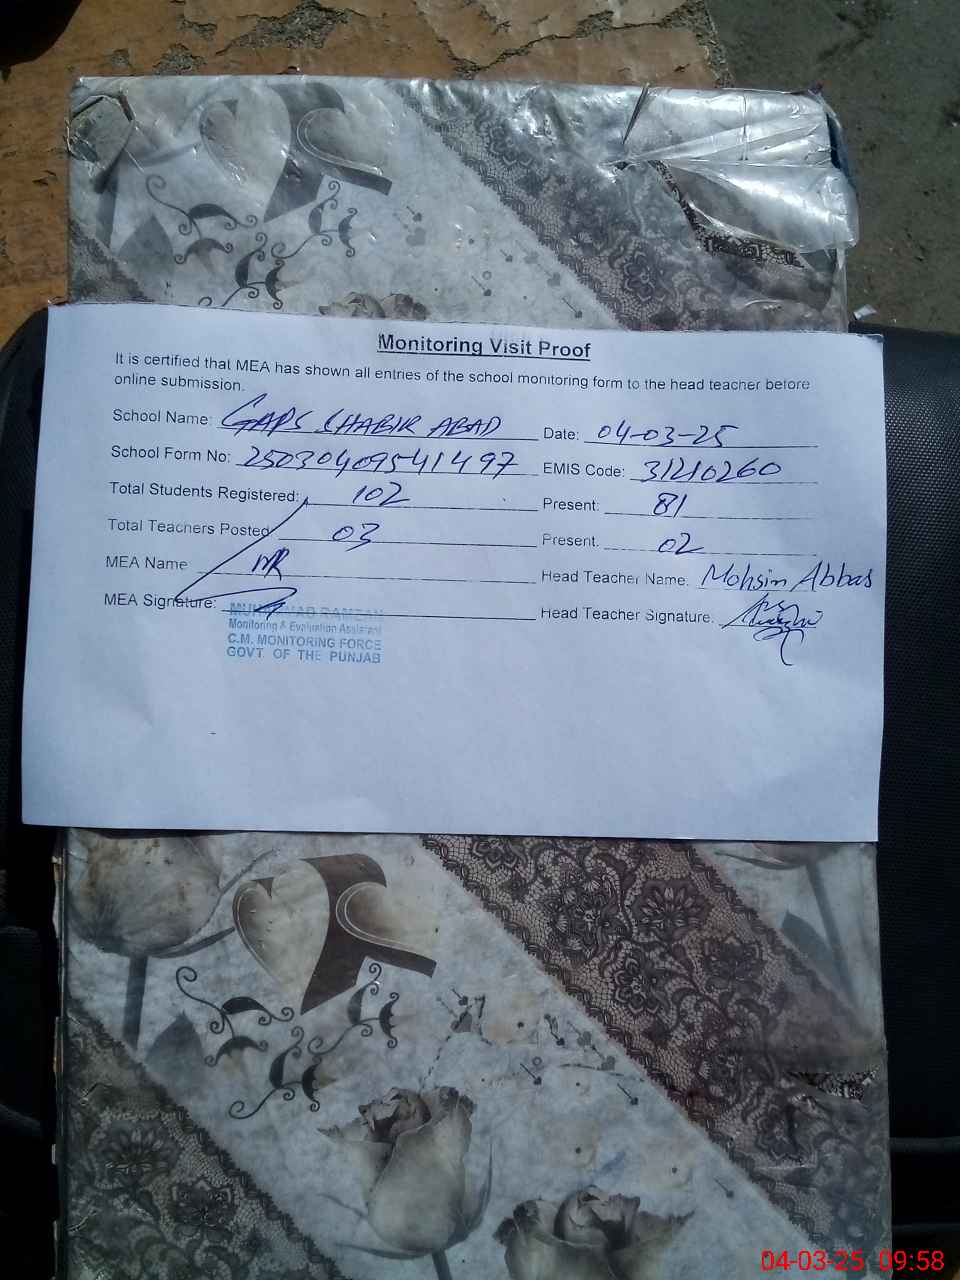 Monitoring Visit Proof
It is certified that MEA has shown all entries of the school monitoring form to the head teacher before
online submission.
School Name: GAPS SHABIR ABAD Date: 04-03-25
School Form No: 25030409541497 EMIS Code: 31210260
Total Students Registered: 102 Present: 81
Total Teachers Posted 03 Present. 02
MEA Name MR Head Teacher Name. Mohsin Abbas
MEA Signature: Head Teacher Signature:
MUHAMMAD RAMZAN
Monitoring & Evaluation Assistant
C.M. MONITORING FORCE
GOVT OF THE PUNJAB
04-03-25 09:58